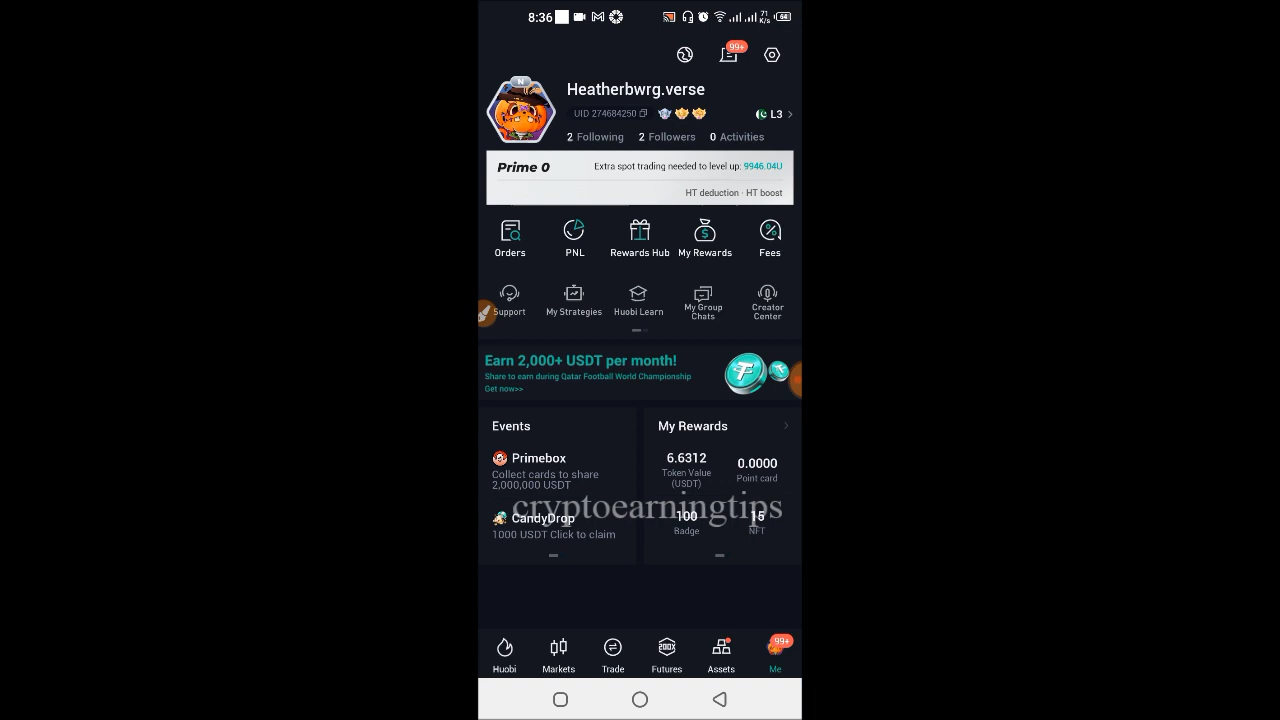 8:36
71 K/s
64
99+
N
Heatherbwrg.verse
UID 274684250
L3
2 Following 2 Followers 0 Activities
Prime 0
Extra spot trading needed to level up: 9946.04U
HT deduction · HT boost
Orders PNL Rewards Hub My Rewards Fees
Support My Strategies Huobi Learn My Group Chats Creator Center
Earn 2,000+ USDT per month!
Share to earn during Qatar Football World Championship
Get now>>
Events
Primebox
Collect cards to share
2,000,000 USDT
CandyDrop
1000 USDT Click to claim
My Rewards
6.6312 0.0000
Token Value (USDT) Point card
100 15
Badge NFT
cryptoearningtips
200X
99+
Huobi Markets Trade Futures Assets Me